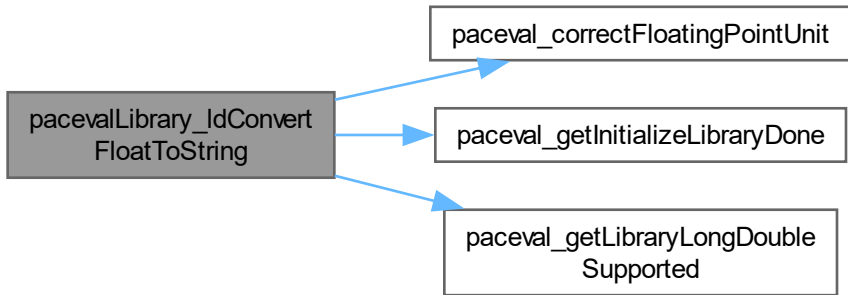 pacevalLibrary_ldConvert
FloatToString
paceval_correctFloatingPointUnit
paceval_getInitializeLibraryDone
paceval_getLibraryLongDouble
Supported